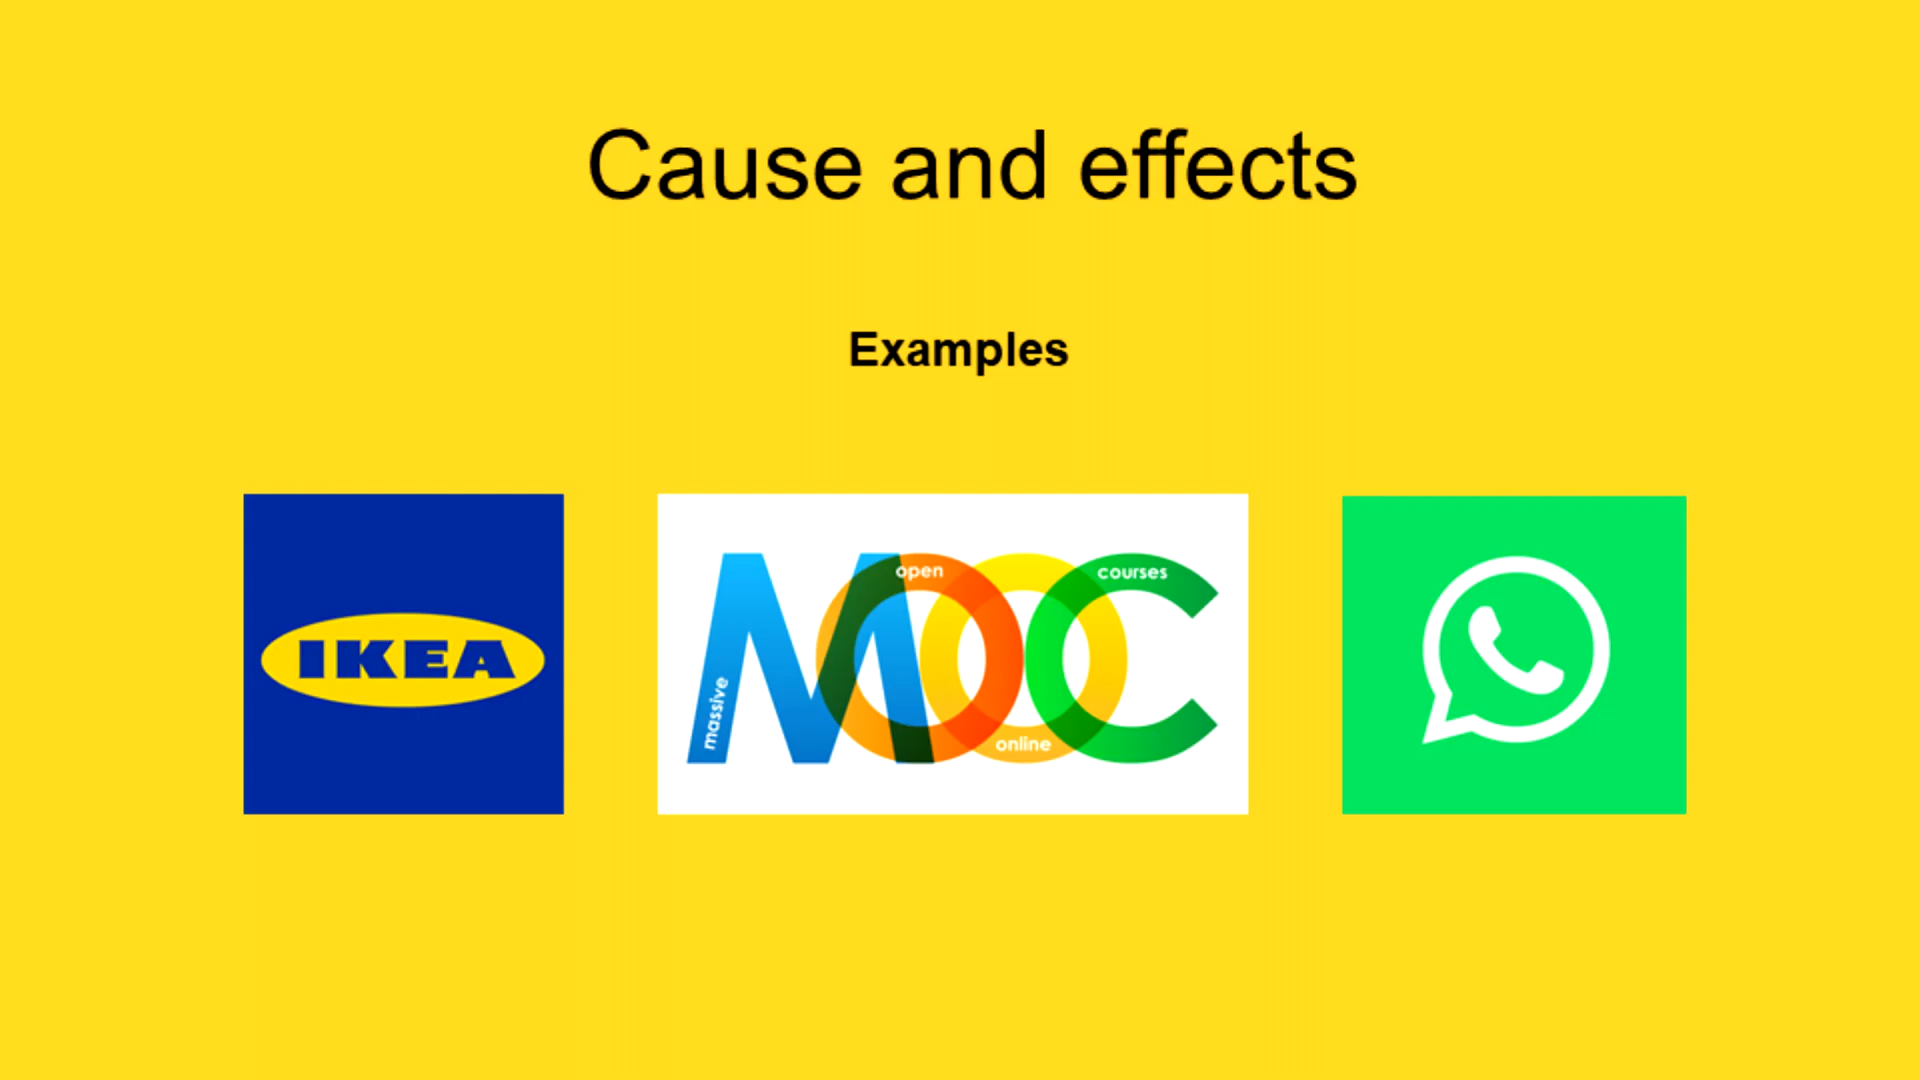 Cause and effects
Examples
IKEA
MOOC
massive
open
online
courses